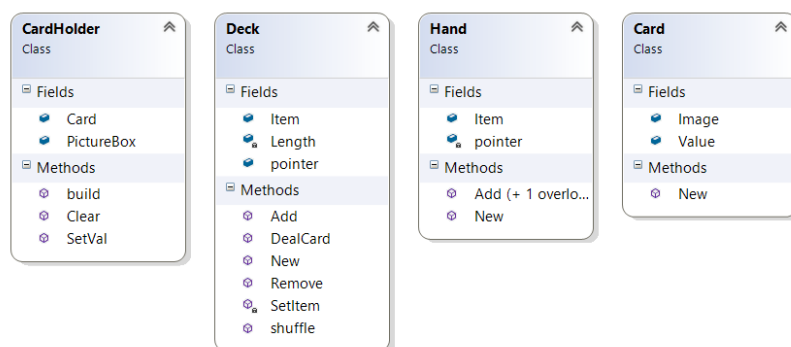 CardHolder
Class
Fields
Card
PictureBox
Methods
build
Clear
SetVal
Deck
Class
Fields
Item
Length
pointer
Methods
Add
DealCard
New
Remove
SetItem
shuffle
Hand
Class
Fields
Item
pointer
Methods
Add (+ 1 overlo...
New
Card
Class
Fields
Image
Value
Methods
New